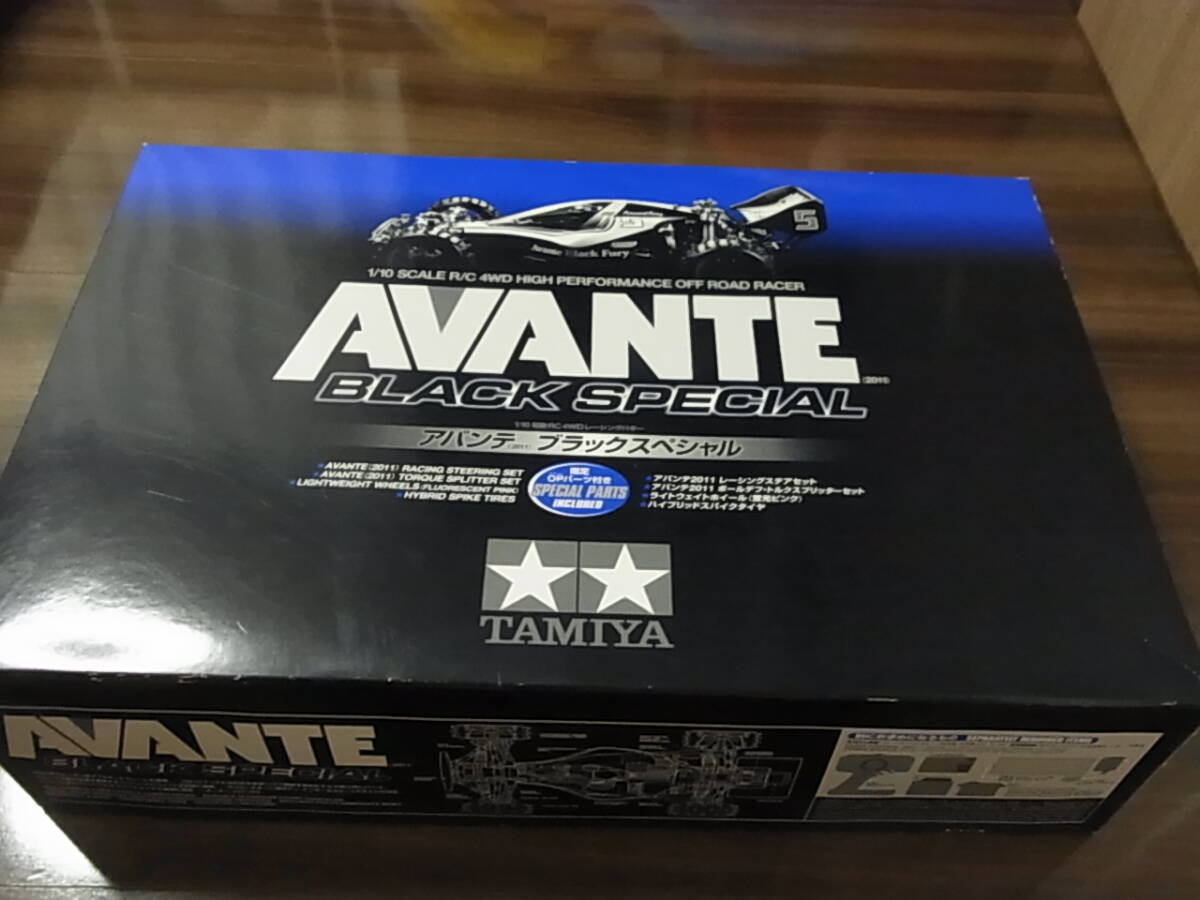 5
Avante Black Fury
1/10 SCALE R/C 4WD HIGH PERFORMANCE OFF ROAD RACER
AVANTE
(2011)
BLACK SPECIAL
1/10 電動RC 4WDレーシングバギー
アバンテ(2011) ブラックスペシャル
★AVANTE (2011) RACING STEERING SET
★AVANTE (2011) TORQUE SPLITTER SET
★LIGHTWEIGHT WHEELS (FLUORESCENT PINK)
★HYBRID SPIKE TIRES
限定
OPパーツ付き
SPECIAL PARTS
INCLUDED
★アバンテ2011 レーシングステアセット
★アバンテ2011 ボールデフ・トルクスプリッターセット
★ライトウェイトホイール (蛍光ピンク)
★ハイブリッドスパイクタイヤ
TAMIYA
AVANTE
BLACK SPECIAL
SEPARATELY REQUIRED ITEMS